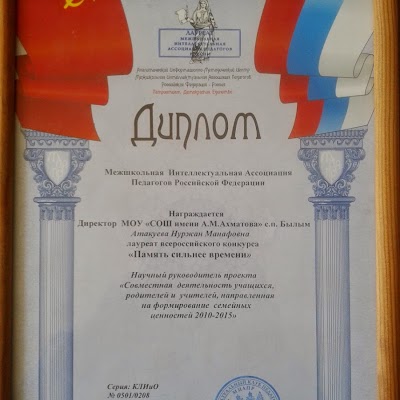 ДИПЛОМ
Межшкольная Интеллектуальная Ассоциация
Педагогов Российской Федерации
Награждается
Директор МОУ «СОШ имени А.М.Ахматова» с.п. Былым
Атакуева Нуржан Манафовна
лауреат всероссийского конкурса
«Память сильнее времени»
Научный руководитель проекта
«Совместная деятельность учащихся,
родителей и учителей, направленная
на формирование семейных
ценностей 2010-2015»
Серия: КЛИиО
№ 0501/0208